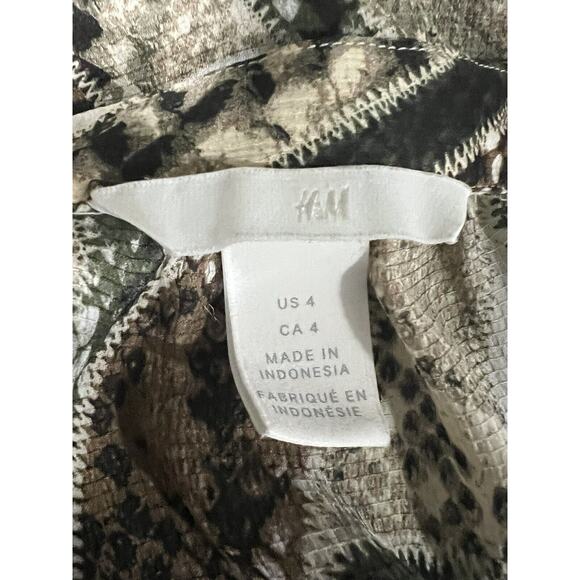 H&M
US 4
CA 4
MADE IN
INDONESIA
FABRIQUÉ EN
INDONÉSIE